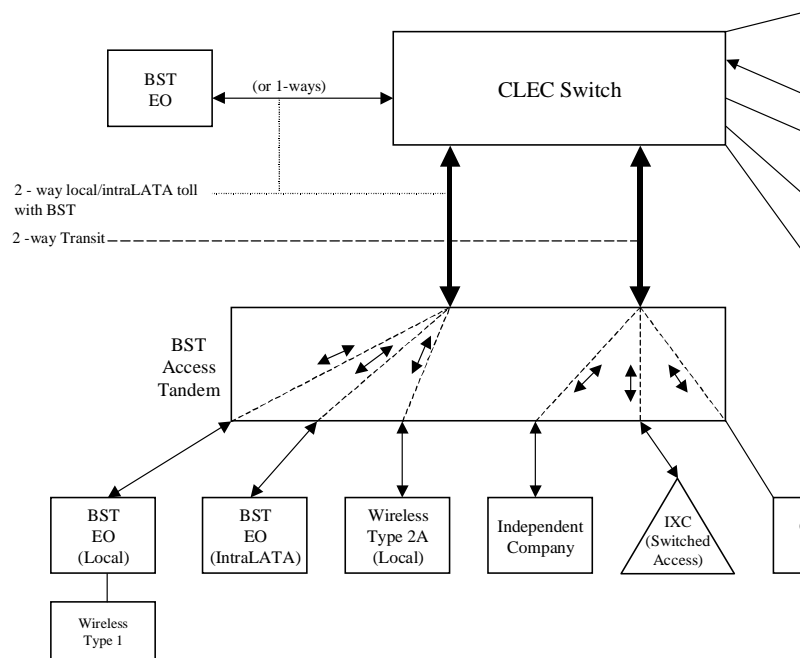 BST
EO
(or 1-ways)
CLEC Switch
2 - way local/intraLATA toll
with BST
2 -way Transit
BST
Access
Tandem
BST
EO
(Local)
BST
EO
(IntraLATA)
Wireless
Type 2A
(Local)
Independent
Company
IXC
(Switched
Access)
Wireless
Type 1